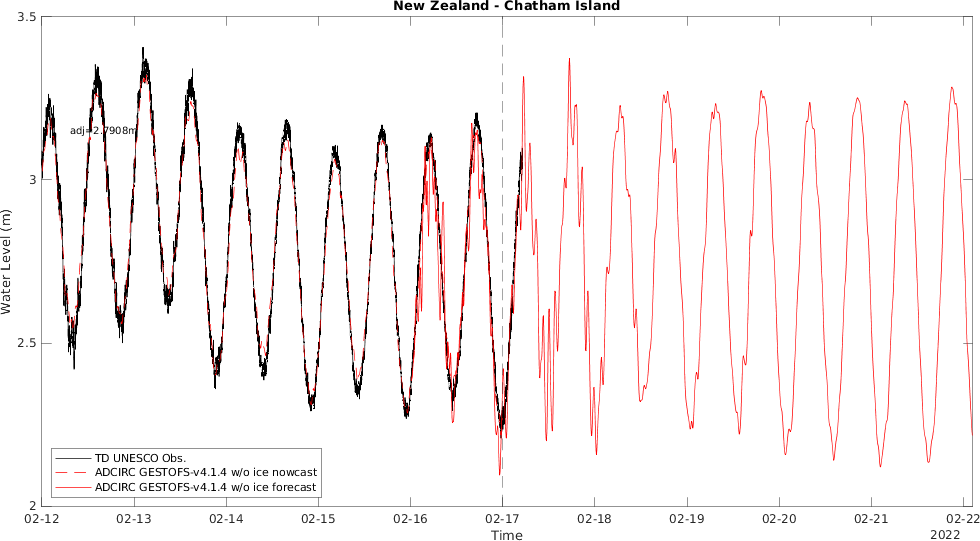 New Zealand - Chatham Island
3.5
adj=2.7908m
3
Water Level (m)
2.5
TD UNESCO Obs.
ADCIRC GESTOFS-v4.1.4 w/o ice nowcast
ADCIRC GESTOFS-v4.1.4 w/o ice forecast
2
02-12 02-13 02-14 02-15 02-16 02-17 02-18 02-19 02-20 02-21 02-22
Time 2022